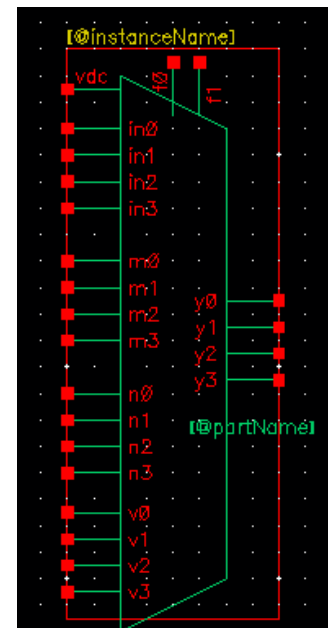 [@instanceName]
vdc
f0
f1
in0
in1
in2
in3
m0
m1
m2
m3
y0
y1
y2
y3
n0
n1
[@partName]
n2
n3
v0
v1
v2
v3